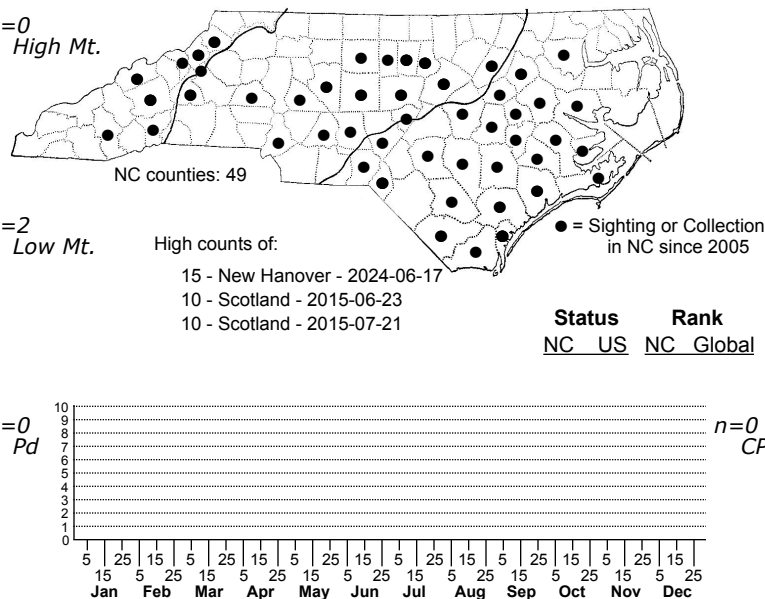 =0
High Mt.
NC counties: 49
=2
Low Mt.
High counts of:
15 - New Hanover - 2024-06-17
10 - Scotland - 2015-06-23
10 - Scotland - 2015-07-21
● = Sighting or Collection
in NC since 2005
Status Rank
NC US NC Global
=0
Pd
n=0
CP
10
9
8
7
6
5
4
3
2
1
0
5 25 15 5 25 15 5 25 15 5 25 15 5 25 15 5 25 15
15 5 25 15 5 25 15 5 25 15 5 25 15 5 25 15 5 25
Jan Feb Mar Apr May Jun Jul Aug Sep Oct Nov Dec